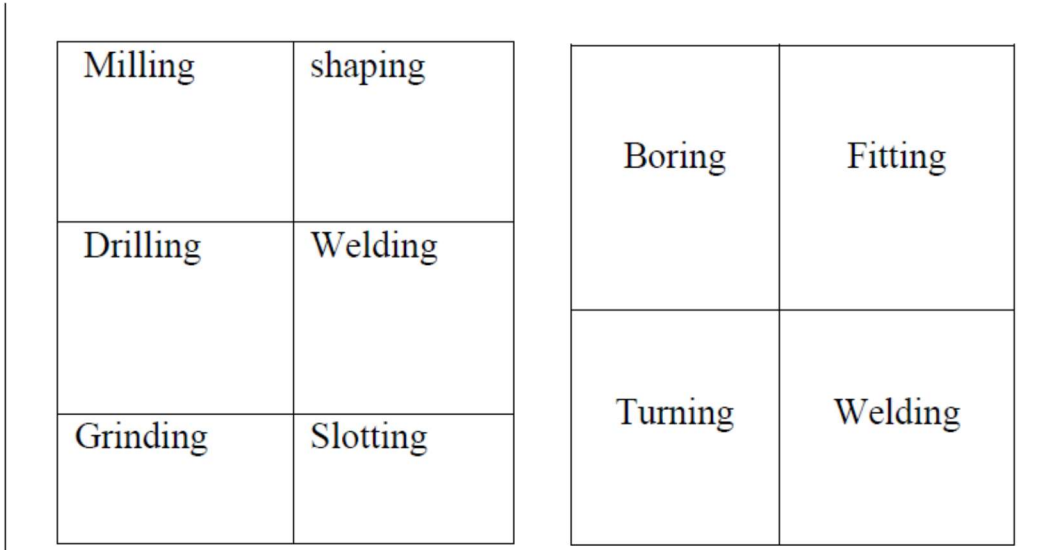 Milling shaping
Drilling Welding
Grinding Slotting
Boring Fitting
Turning Welding